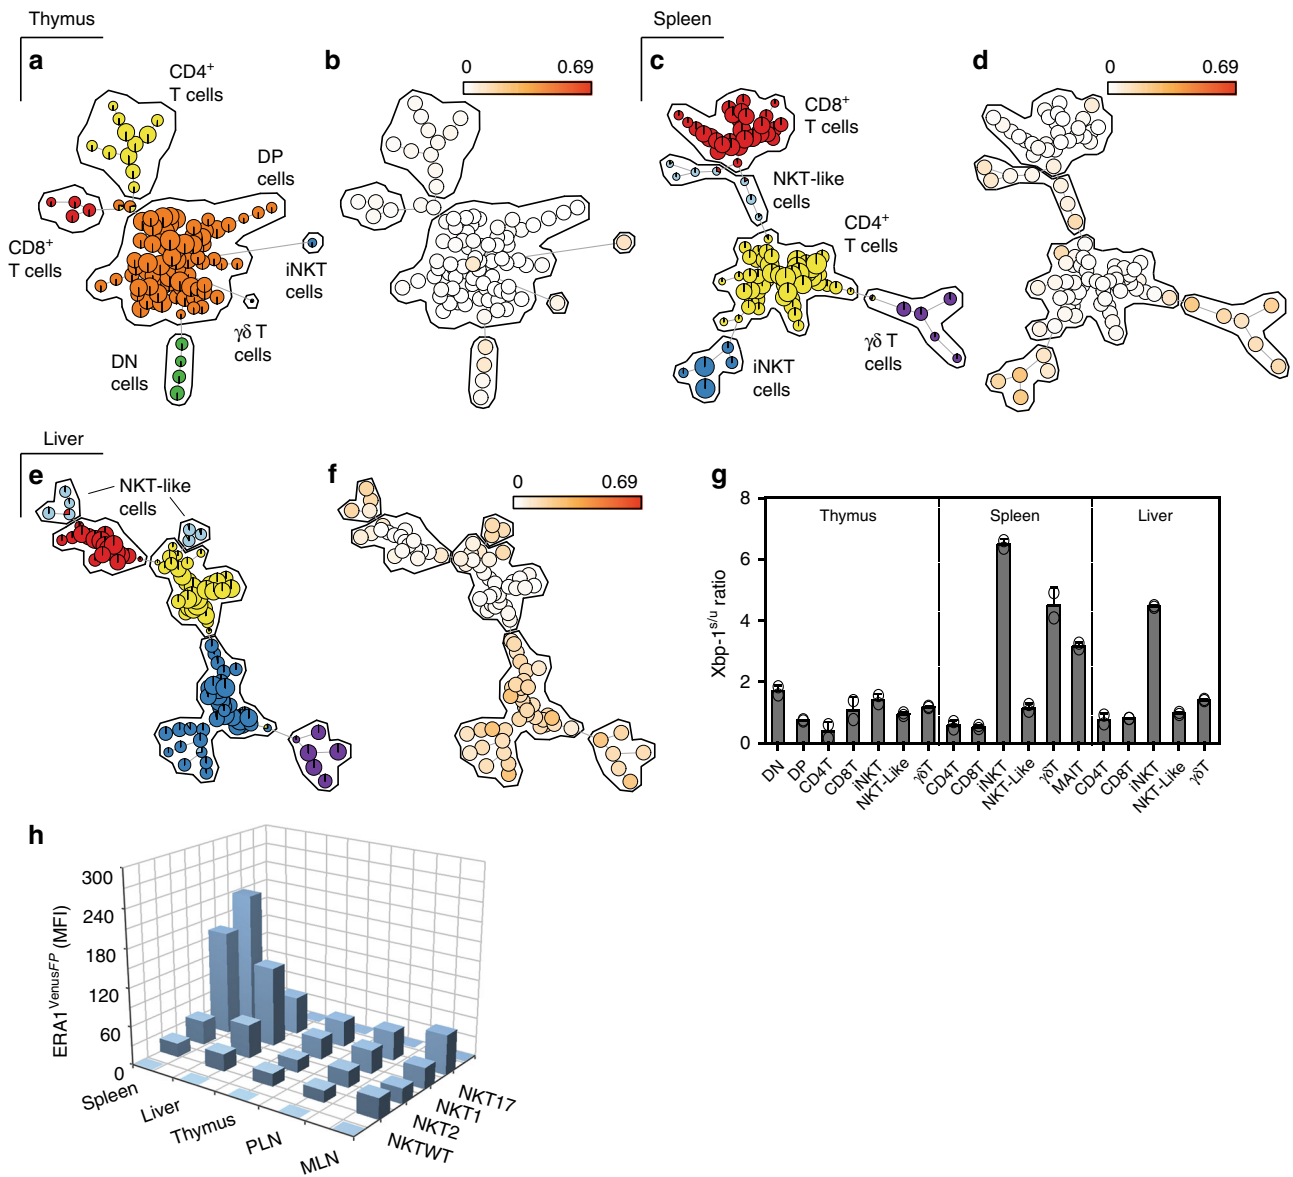 Thymus
Spleen
a
b
c
d
0 0.69
0 0.69
CD4+
T cells
CD8+
T cells
DP
cells
NKT-like
cells
CD4+
T cells
CD8+
T cells
iNKT
cells
γδ T
cells
γδ T
cells
DN
cells
iNKT
cells
Liver
e
f
g
NKT-like
cells
0 0.69
8
6
4
2
0
Xbp-1s/u ratio
Thymus
Spleen
Liver
DN
DP
CD4T
CD8T
iNKT
NKT-Like
γδT
CD4T
CD8T
iNKT
NKT-Like
γδT
MAIT
CD4T
CD8T
iNKT
NKT-Like
γδT
h
ERA1VenusFP (MFI)
300
240
180
120
60
0
Spleen
Liver
Thymus
PLN
MLN
NKT17
NKT1
NKT2
NKTWT